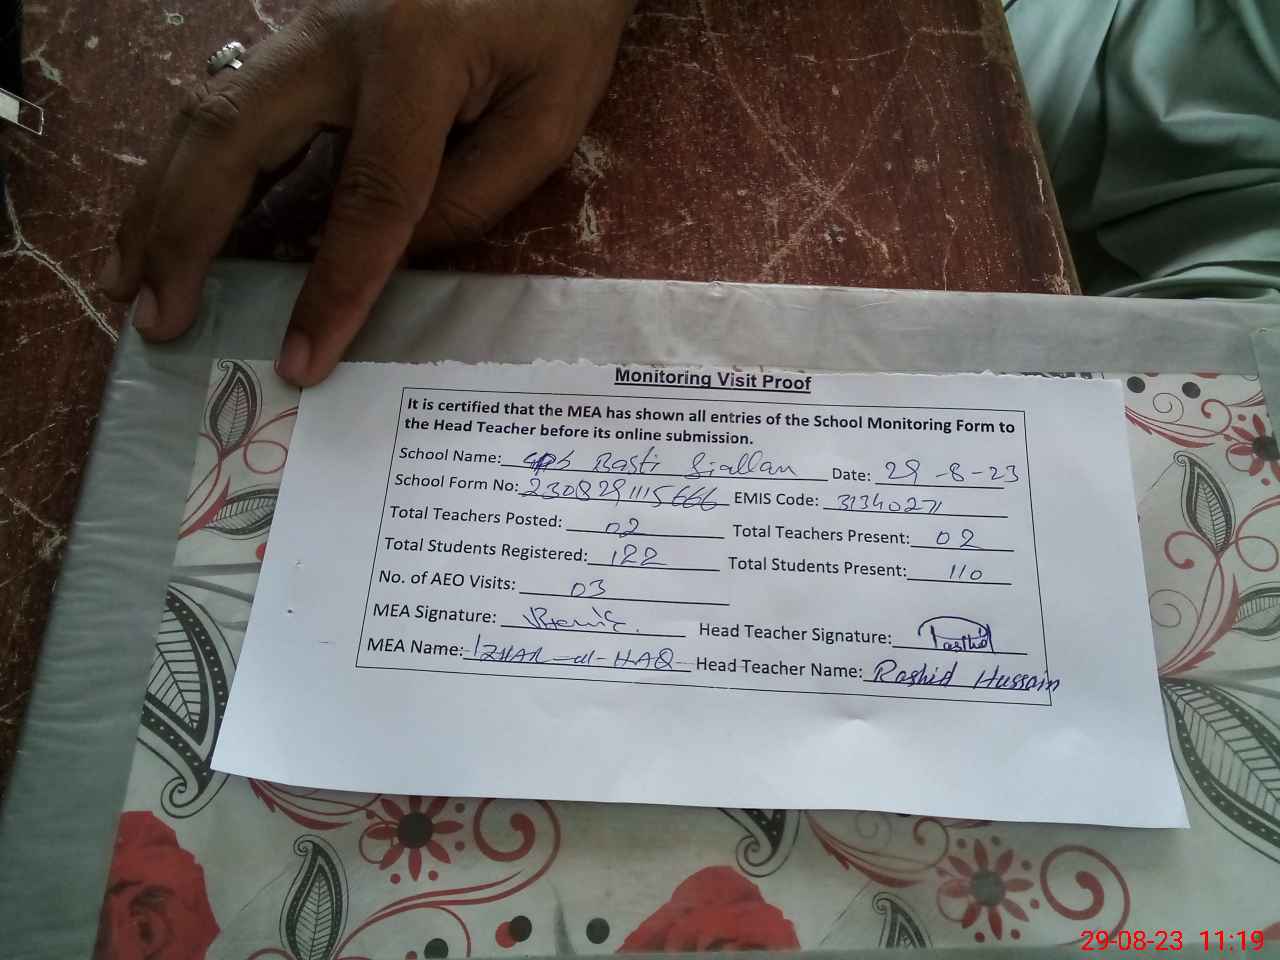 Monitoring Visit Proof
It is certified that the MEA has shown all entries of the School Monitoring Form to
the Head Teacher before its online submission.
School Name: GPS Basti Siallan Date: 29-8-23
School Form No: 2308291115666 EMIS Code: 31340271
Total Teachers Posted: 02 Total Teachers Present: 02
Total Students Registered: 122 Total Students Present: 110
No. of AEO Visits: 03
MEA Signature: Head Teacher Signature: Rashid
MEA Name: IZHAR-ul-HAQ Head Teacher Name: Rashid Hussain
29-08-23 11:19